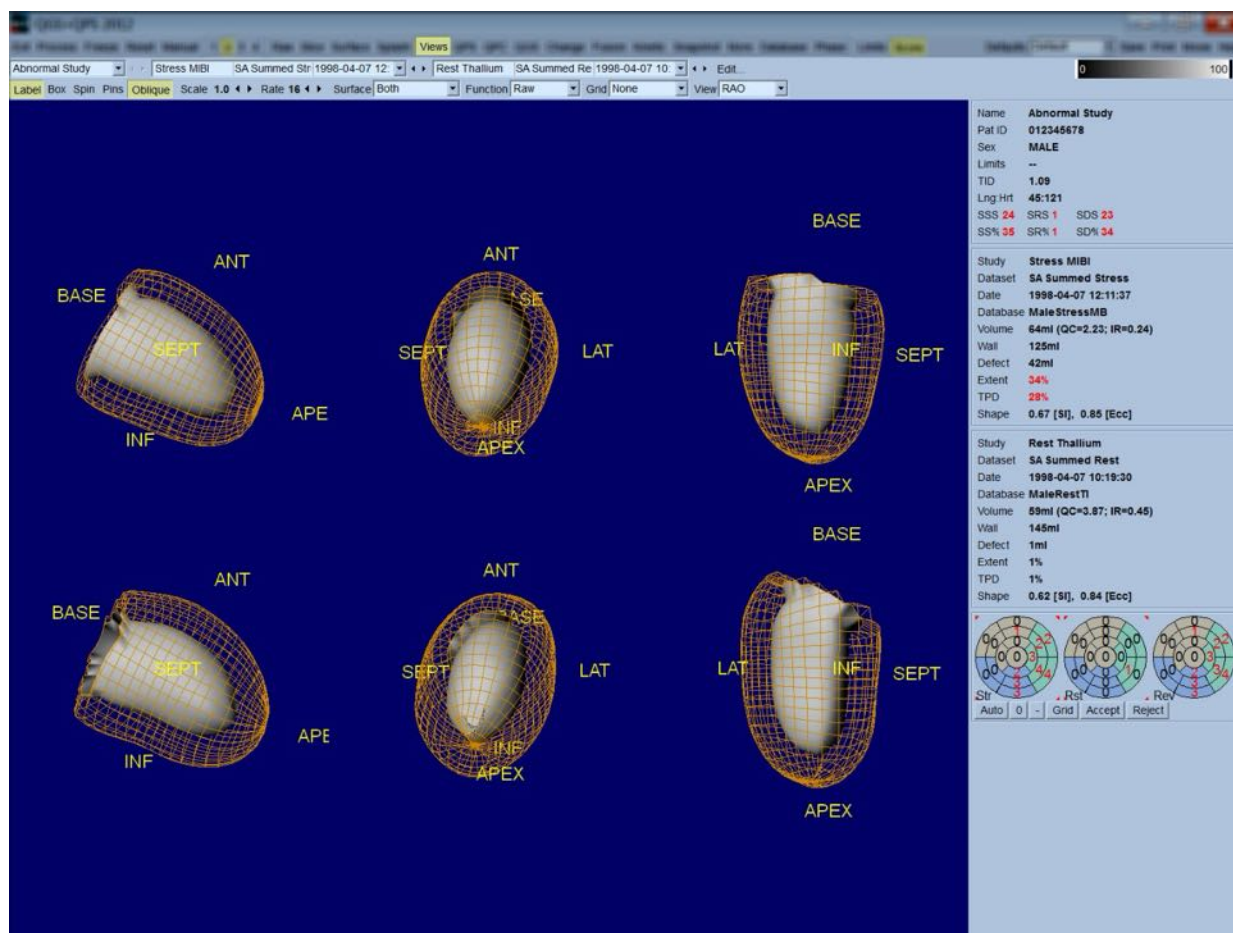 QGS+QPS 2012
Views
Abnormal Study Stress MIBI SA Summed Str 1998-04-07 12: Rest Thallium SA Summed Re 1998-04-07 10: Edit...
0 100
Label Box Spin Pins Oblique Scale 1.0 Rate 16 Surface Both Function Raw Grid None View RAO
Name Abnormal Study
Pat ID 012345678
Sex MALE
Limits --
TID 1.09
Lng:Hrt 45:121
SSS 24 SRS 1 SDS 23
SS% 35 SR% 1 SD% 34
Study Stress MIBI
Dataset SA Summed Stress
Date 1998-04-07 12:11:37
Database MaleStressMB
Volume 64ml (QC=2.23; IR=0.24)
Wall 125ml
Defect 42ml
Extent 34%
TPD 28%
Shape 0.67 [SI], 0.85 [Ecc]
Study Rest Thallium
Dataset SA Summed Rest
Date 1998-04-07 10:19:30
Database MaleRestTl
Volume 59ml (QC=3.87; IR=0.45)
Wall 145ml
Defect 1ml
Extent 1%
TPD 1%
Shape 0.62 [SI], 0.84 [Ecc]
Str Rst Rev
Auto 0 - Grid Accept Reject
ANT
BASE
SEPT
INF
APE
ANT
SE
SEPT
LAT
INF
APEX
BASE
LAT
INF
SEPT
APEX
ANT
BASE
SEPT
INF
APE
ANT
BASE
SEPT
LAT
INF
APEX
BASE
LAT
INF
SEPT
APEX